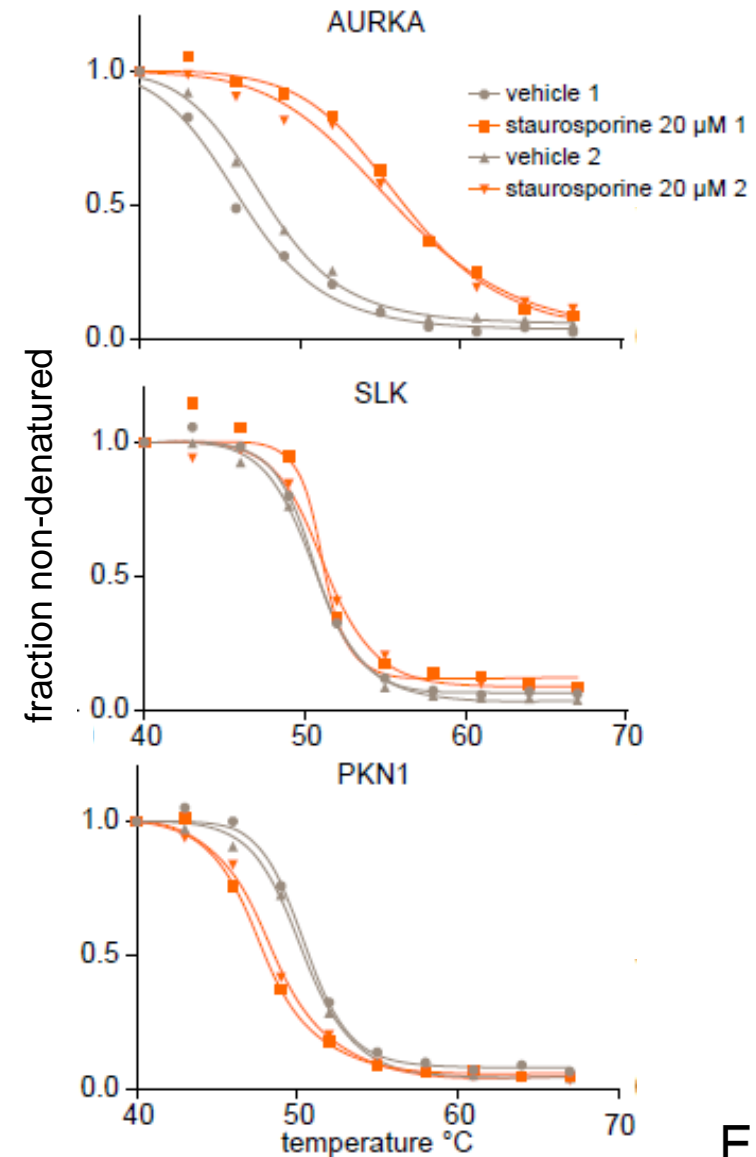 AURKA
1.0
0.5
0.0
vehicle 1
staurosporine 20 µM 1
vehicle 2
staurosporine 20 µM 2
fraction non-denatured
SLK
1.0
0.5
0.0
40 50 60 70
PKN1
1.0
0.5
0.0
40 50 60 70
temperature °C